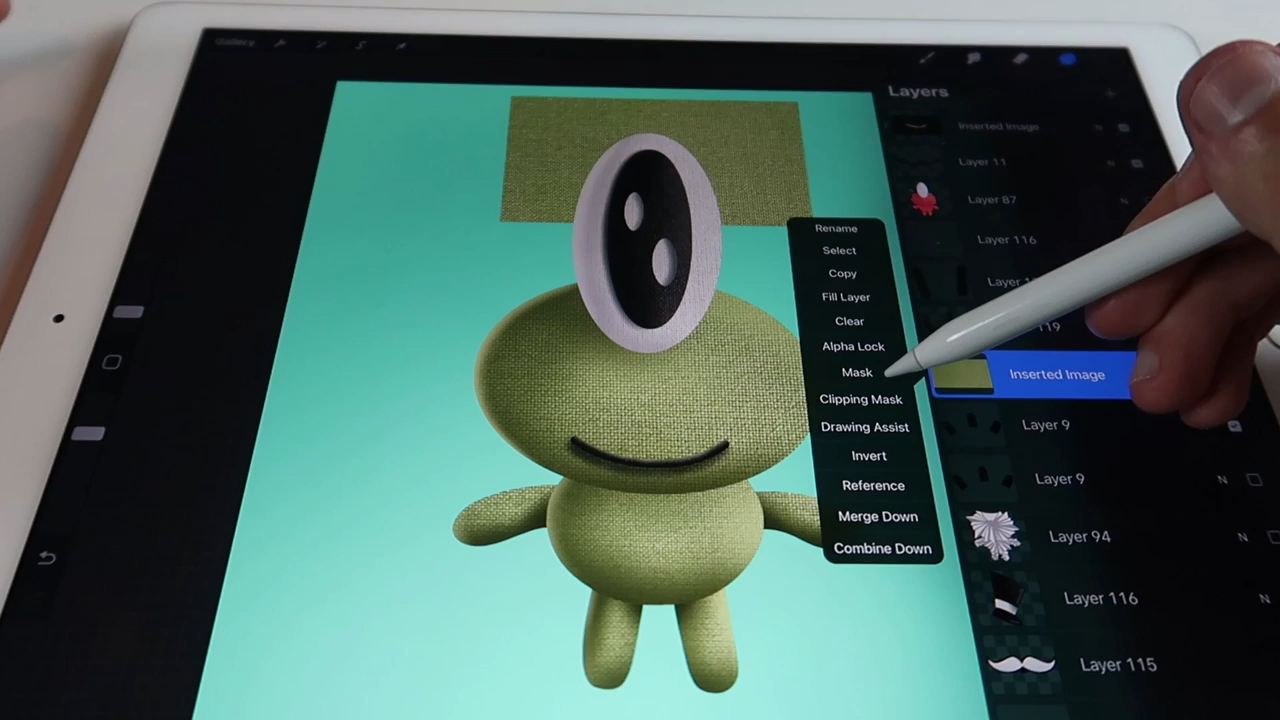 Gallery
Layers
Inserted Image N
Layer 11 N
Layer 87 N
Layer 116
Rename
Select
Copy
Fill Layer
Clear
Alpha Lock
Mask
Clipping Mask
Drawing Assist
Invert
Reference
Merge Down
Combine Down
Inserted Image
Layer 9
Layer 9 N
Layer 94 N
Layer 116 N
Layer 115